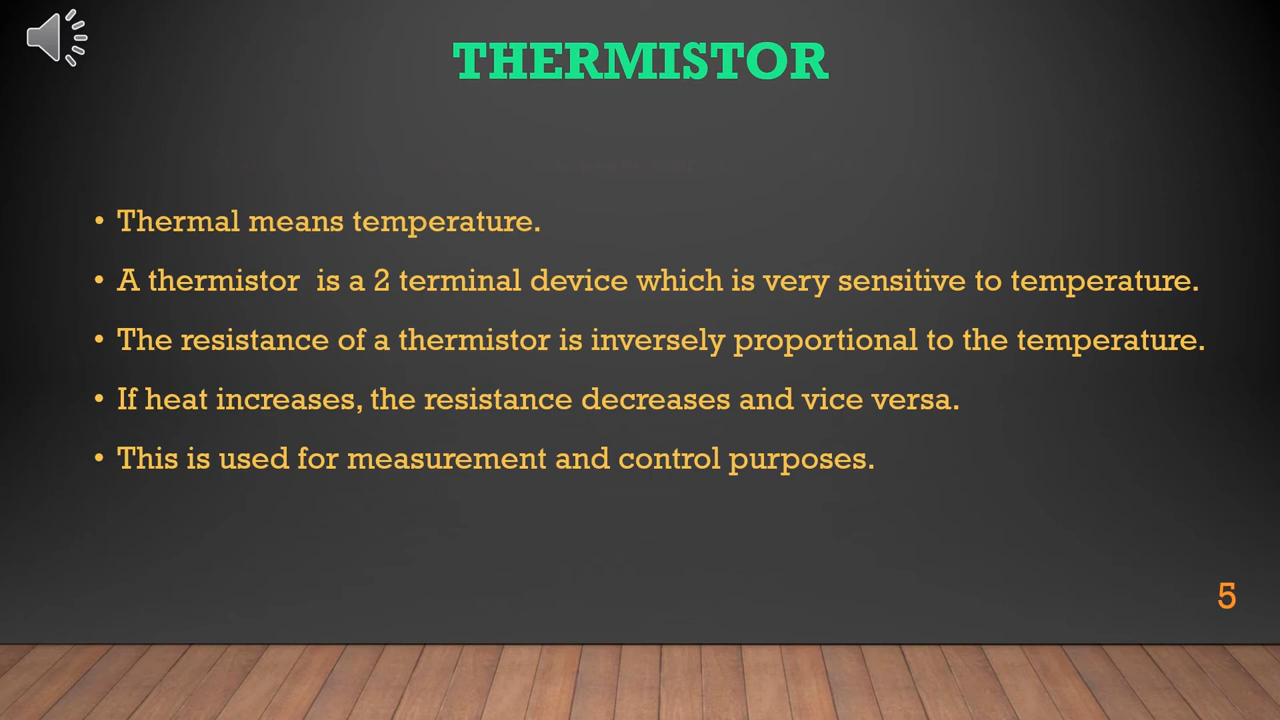 THERMISTOR
• Thermal means temperature.
• A thermistor  is a 2 terminal device which is very sensitive to temperature.
• The resistance of a thermistor is inversely proportional to the temperature.
• If heat increases, the resistance decreases and vice versa.
• This is used for measurement and control purposes.
5